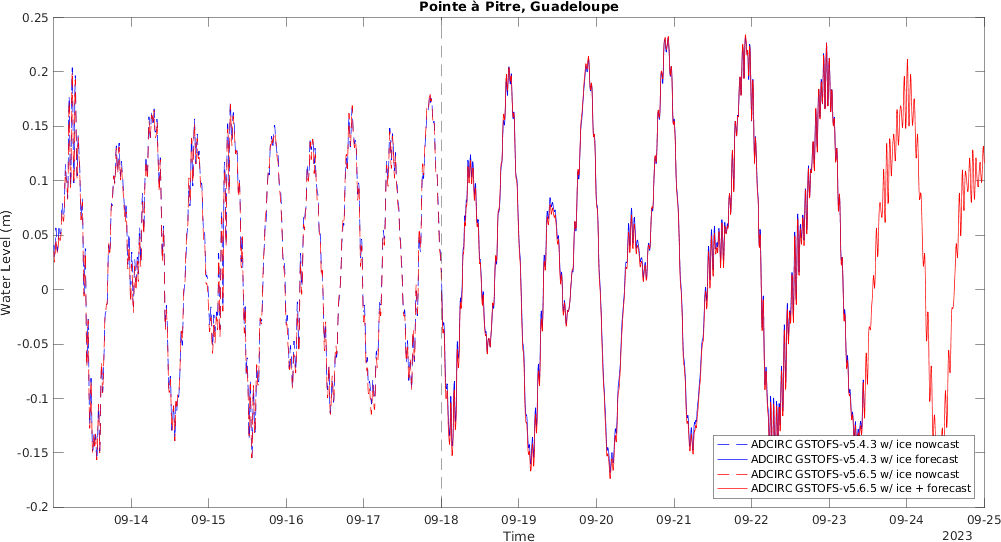 Pointe à Pitre, Guadeloupe
0.25
0.2
0.15
0.1
0.05
0
-0.05
-0.1
-0.15
-0.2
Water Level (m)
ADCIRC GSTOFS-v5.4.3 w/ ice nowcast
ADCIRC GSTOFS-v5.4.3 w/ ice forecast
ADCIRC GSTOFS-v5.6.5 w/ ice nowcast
ADCIRC GSTOFS-v5.6.5 w/ ice + forecast
09-14 09-15 09-16 09-17 09-18 09-19 09-20 09-21 09-22 09-23 09-24 09-25
Time
2023